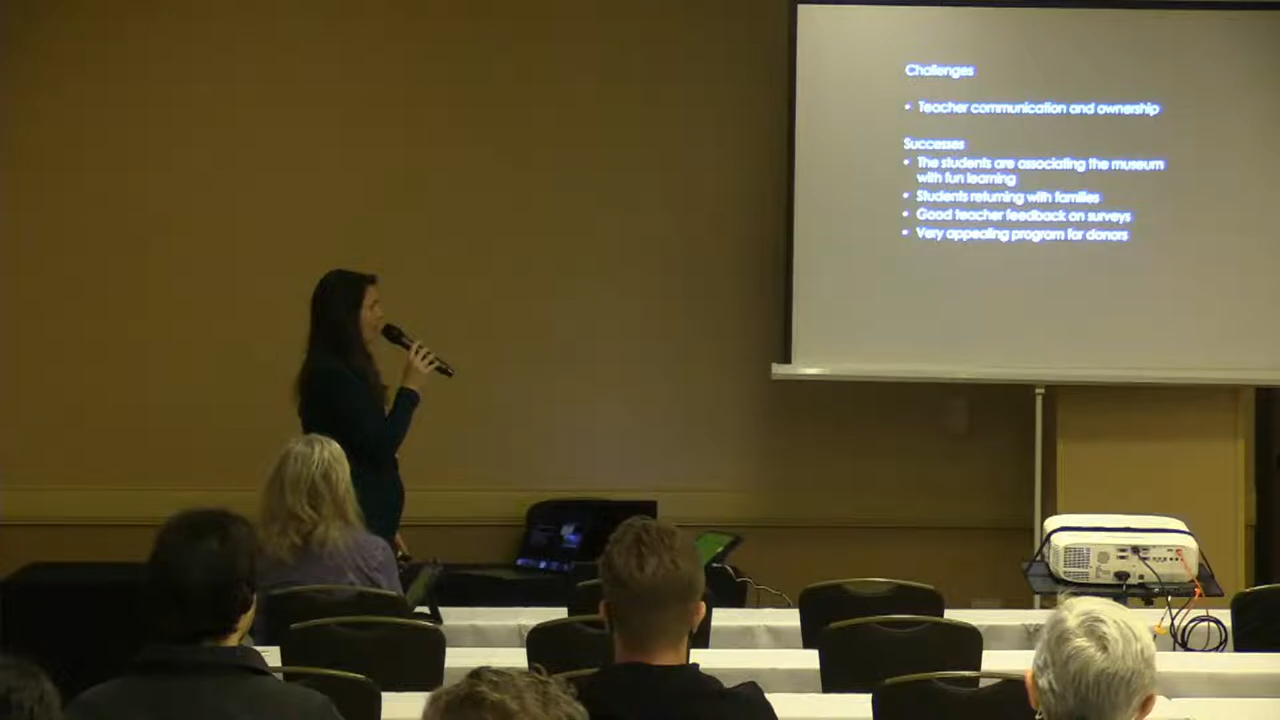 Challenges
• Teacher communication and ownership
Successes
• The students are associating the museum
with fun learning
• Students returning with families
• Good teacher feedback on surveys
• Very appealing program for donors